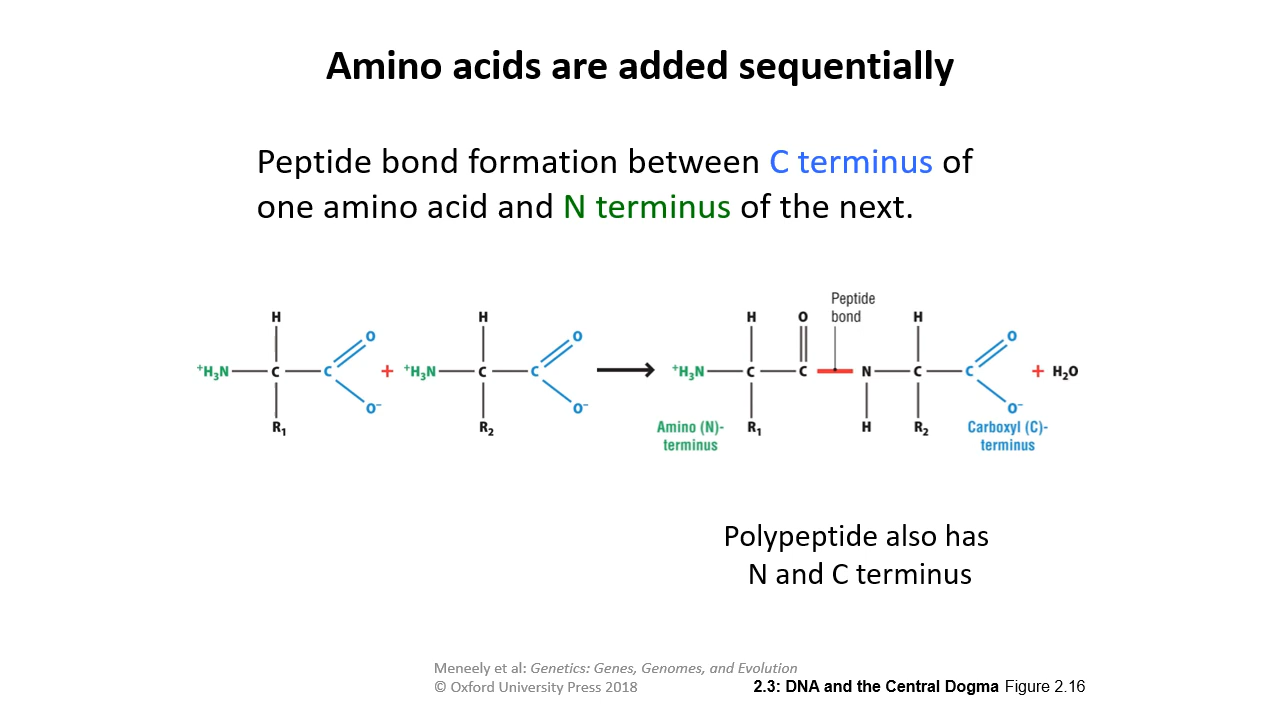 Amino acids are added sequentially
Peptide bond formation between C terminus of
one amino acid and N terminus of the next.
Peptide
bond
H
H
H
O
H
O
O
O
⁺H₃N
C
C
+
⁺H₃N
C
C
⁺H₃N
C
C
N
C
C
+ H₂O
O⁻
O⁻
O⁻
R₁
R₂
Amino (N)-
terminus
R₁
H
R₂
Carboxyl (C)-
terminus
Polypeptide also has
N and C terminus
Meneely et al: Genetics: Genes, Genomes, and Evolution
© Oxford University Press 2018
2.3: DNA and the Central Dogma Figure 2.16